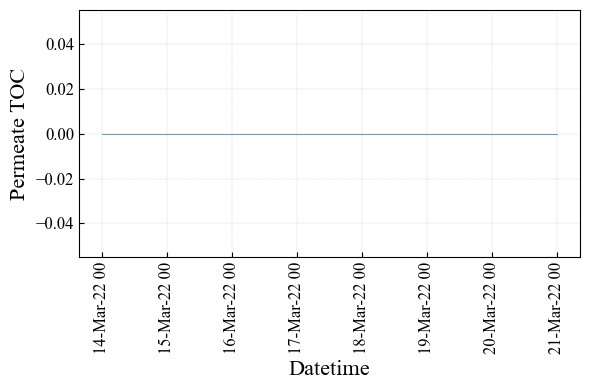 Permeate TOC
0.04
0.02
0.00
−0.02
−0.04
14-Mar-22 00
15-Mar-22 00
16-Mar-22 00
17-Mar-22 00
18-Mar-22 00
19-Mar-22 00
20-Mar-22 00
21-Mar-22 00
Datetime